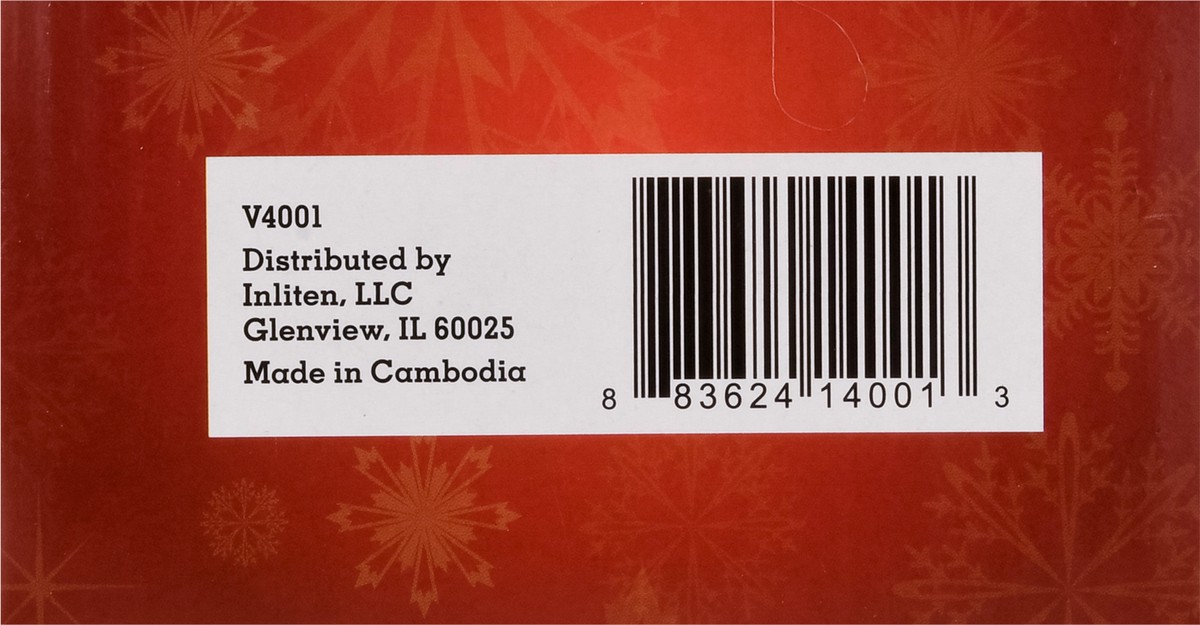 V4001
Distributed by
Inliten, LLC
Glenview, IL 60025
Made in Cambodia
8 83624 14001 3